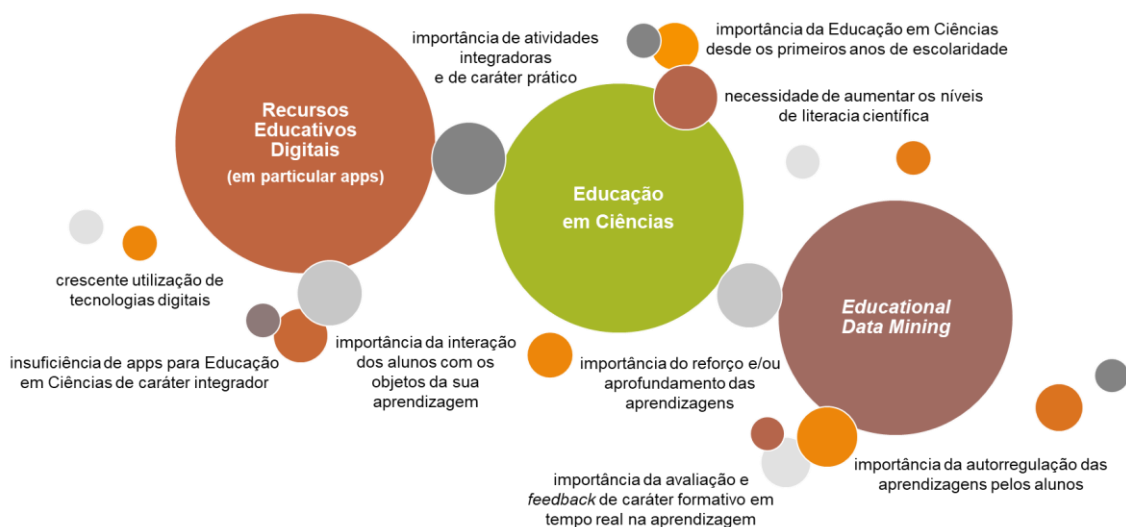 importância de atividades
integradoras
e de caráter prático
importância da Educação em Ciências
desde os primeiros anos de escolaridade
necessidade de aumentar os níveis
de literacia científica
Recursos
Educativos
Digitais
(em particular apps)
Educação
em Ciências
Educational
Data Mining
crescente utilização de
tecnologias digitais
insuficiência de apps para Educação
em Ciências de caráter integrador
importância da interação
dos alunos com os
objetos da sua
aprendizagem
importância do reforço e/ou
aprofundamento das
aprendizagens
importância da avaliação e
feedback de caráter formativo em
tempo real na aprendizagem
importância da autorregulação das
aprendizagens pelos alunos